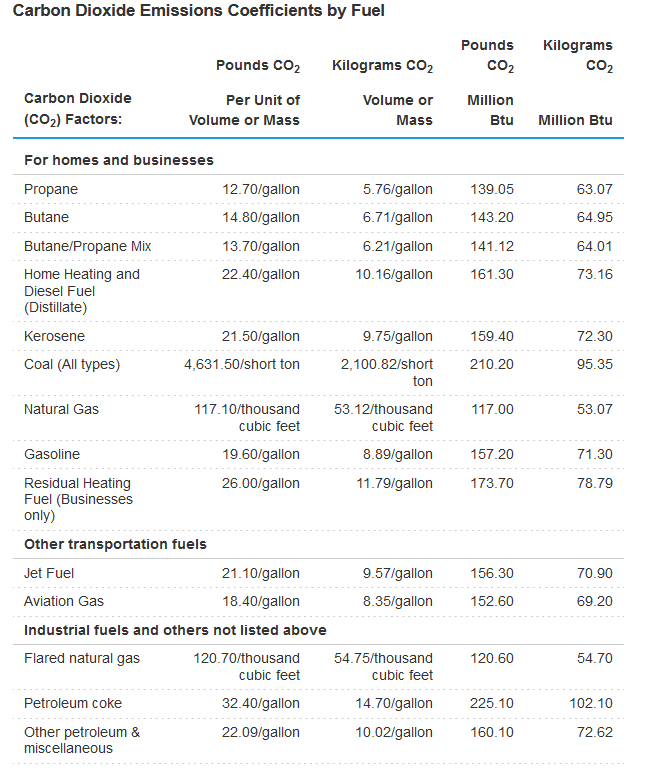 Carbon Dioxide Emissions Coefficients by Fuel
Pounds Kilograms
Pounds CO2 Kilograms CO2 CO2 CO2
Carbon Dioxide Per Unit of Volume or Million
(CO2) Factors: Volume or Mass Mass Btu Million Btu
For homes and businesses
Propane 12.70/gallon 5.76/gallon 139.05 63.07
Butane 14.80/gallon 6.71/gallon 143.20 64.95
Butane/Propane Mix 13.70/gallon 6.21/gallon 141.12 64.01
Home Heating and 22.40/gallon 10.16/gallon 161.30 73.16
Diesel Fuel
(Distillate)
Kerosene 21.50/gallon 9.75/gallon 159.40 72.30
Coal (All types) 4,631.50/short ton 2,100.82/short 210.20 95.35
ton
Natural Gas 117.10/thousand 53.12/thousand 117.00 53.07
cubic feet cubic feet
Gasoline 19.60/gallon 8.89/gallon 157.20 71.30
Residual Heating 26.00/gallon 11.79/gallon 173.70 78.79
Fuel (Businesses
only)
Other transportation fuels
Jet Fuel 21.10/gallon 9.57/gallon 156.30 70.90
Aviation Gas 18.40/gallon 8.35/gallon 152.60 69.20
Industrial fuels and others not listed above
Flared natural gas 120.70/thousand 54.75/thousand 120.60 54.70
cubic feet cubic feet
Petroleum coke 32.40/gallon 14.70/gallon 225.10 102.10
Other petroleum & 22.09/gallon 10.02/gallon 160.10 72.62
miscellaneous